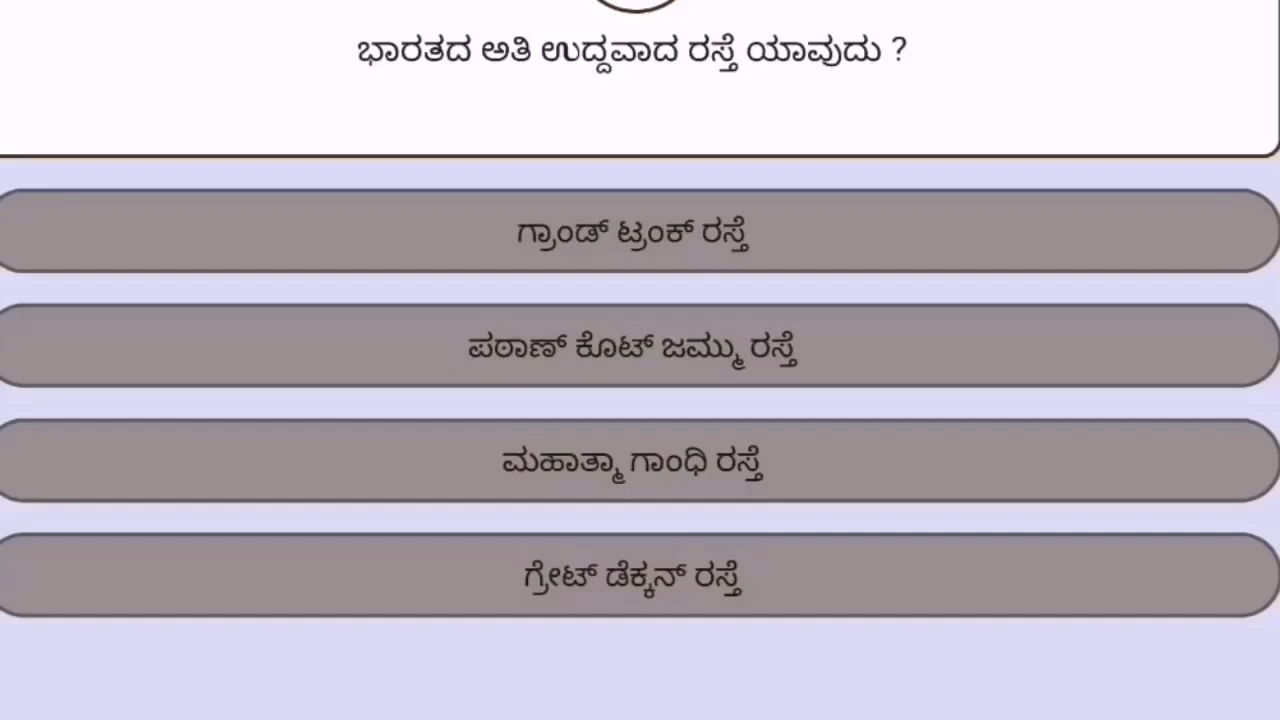 ಭಾರತದ ಅತಿ ಉದ್ದವಾದ ರಸ್ತೆ ಯಾವುದು ?
ಗ್ರಾಂಡ್ ಟ್ರಂಕ್ ರಸ್ತೆ
ಪಠಾಣ್ ಕೊಟ್ ಜಮ್ಮು ರಸ್ತೆ
ಮಹಾತ್ಮಾ ಗಾಂಧಿ ರಸ್ತೆ
ಗ್ರೇಟ್ ಡೆಕ್ಕನ್ ರಸ್ತೆ